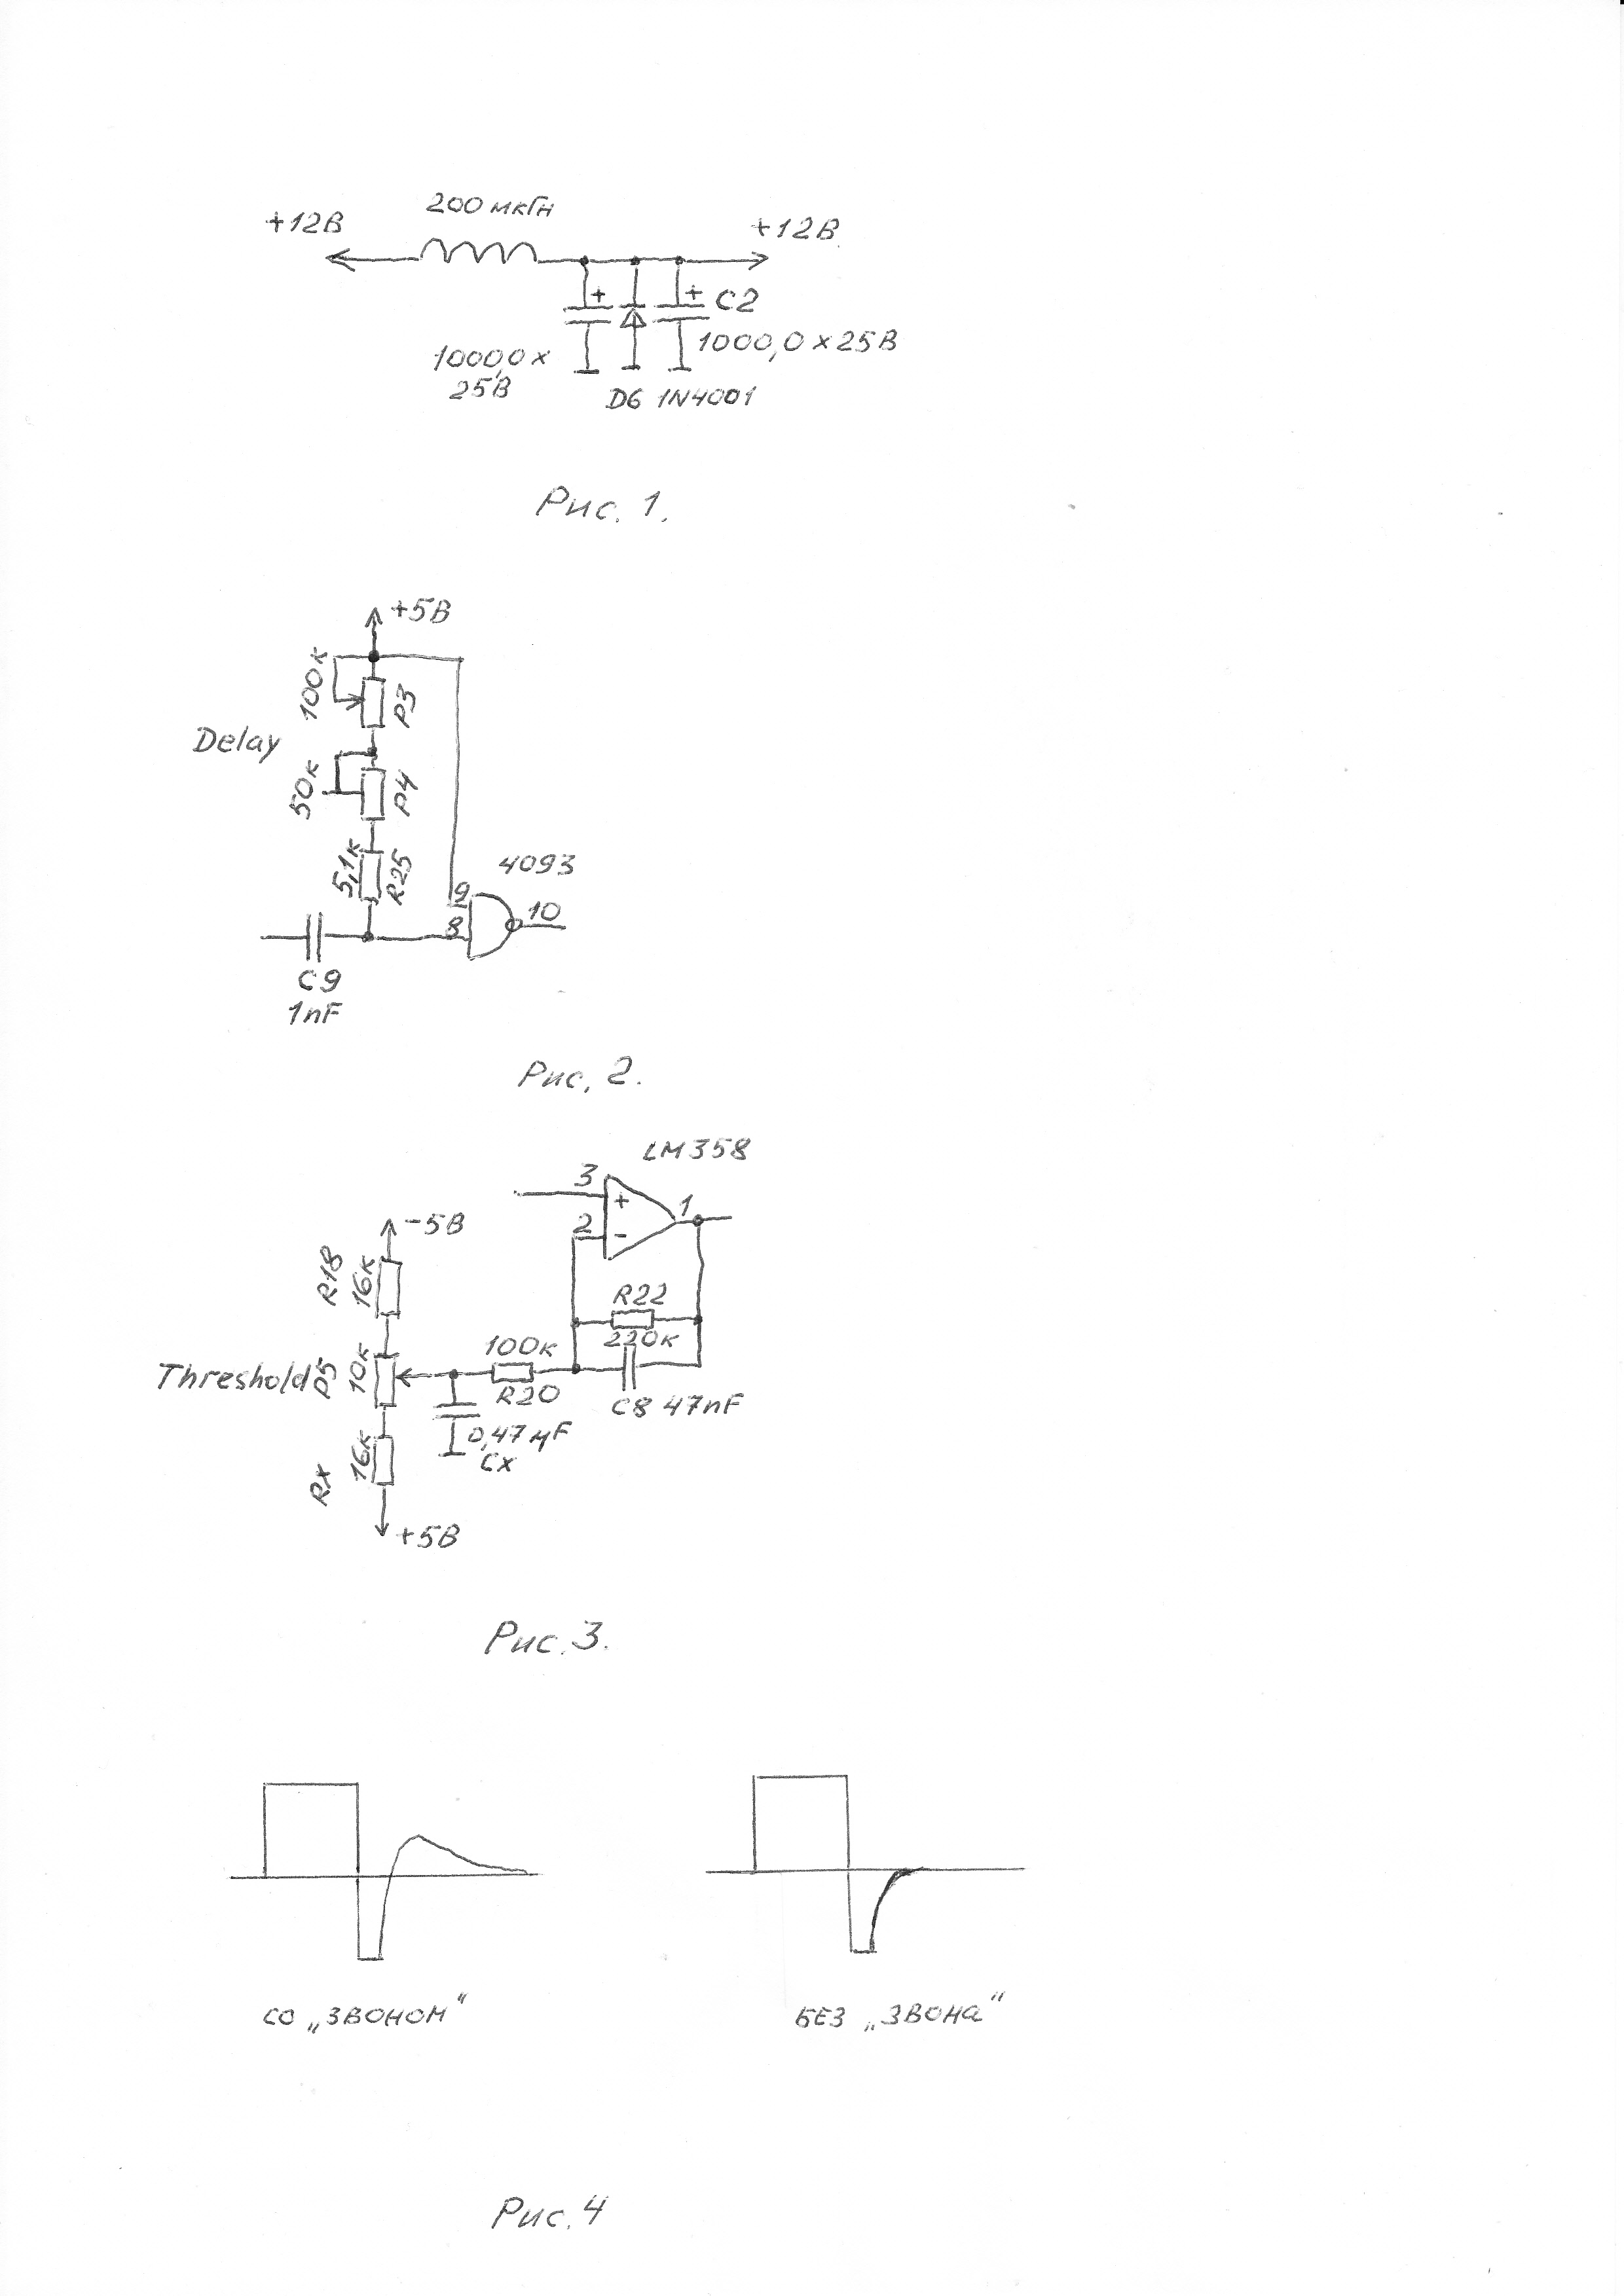 200 мкГн
+12В
+12В
+
+ C2
1000,0 x 25В
1000,0 x
25В
D6 1N4001
Рис. 1.
+5В
100к
P3
Delay
50к
P4
5,1к
R25
4093
9
8
10
C9
1nF
Рис. 2.
LM358
3
+
1
2
-
-5В
R18
16к
R22
220к
100к
R20
Threshold P5
10к
C8 47nF
0,47 мF
Cx
16к
Rx
+5В
Рис. 3.
СО „ЗВОНОМ“
БЕЗ „ЗВОНа“
Рис. 4